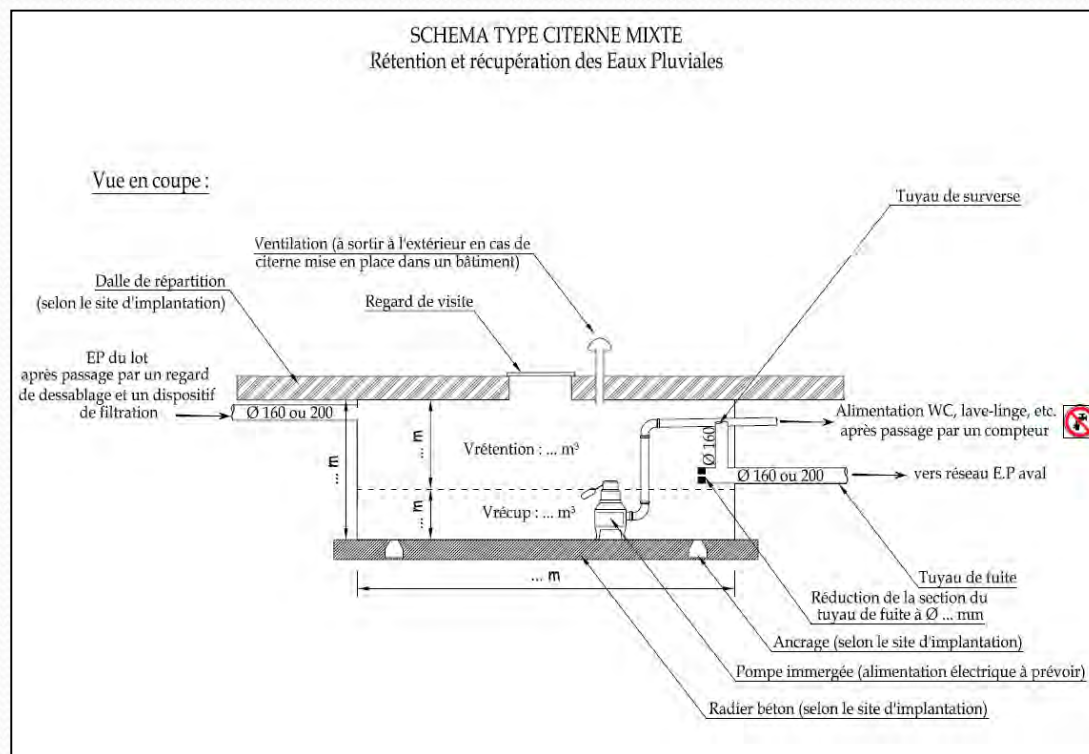 SCHEMA TYPE CITERNE MIXTE
Rétention et récupération des Eaux Pluviales
Vue en coupe :
Tuyau de surverse
Ventilation (à sortir à l'extérieur en cas de
citerne mise en place dans un bâtiment)
Dalle de répartition
(selon le site d'implantation)
Regard de visite
EP du lot
après passage par un regard
de dessablage et un dispositif
de filtration
Ø 160 ou 200
... m
... m
... m
Vrétention : ... m³
Vrécup : ... m³
Ø 160
Alimentation WC, lave-linge, etc.
après passage par un compteur
Ø 160 ou 200
vers réseau E.P aval
... m
Tuyau de fuite
Réduction de la section du
tuyau de fuite à Ø ... mm
Ancrage (selon le site d'implantation)
Pompe immergée (alimentation électrique à prévoir)
Radier béton (selon le site d'implantation)